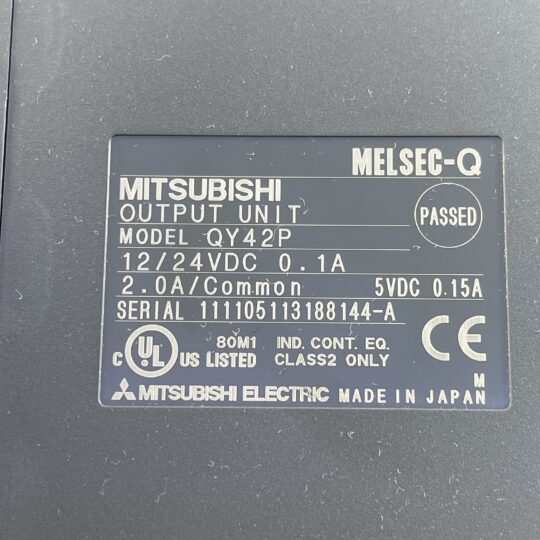 MELSEC-Q
MITSUBISHI
OUTPUT UNIT
PASSED
MODEL QY42P
12/24VDC 0.1A
2.0A/Common 5VDC 0.15A
SERIAL 111105113188144-A
C UL US LISTED
80M1 IND. CONT. EQ.
CLASS2 ONLY
CE
M
MITSUBISHI ELECTRIC MADE IN JAPAN